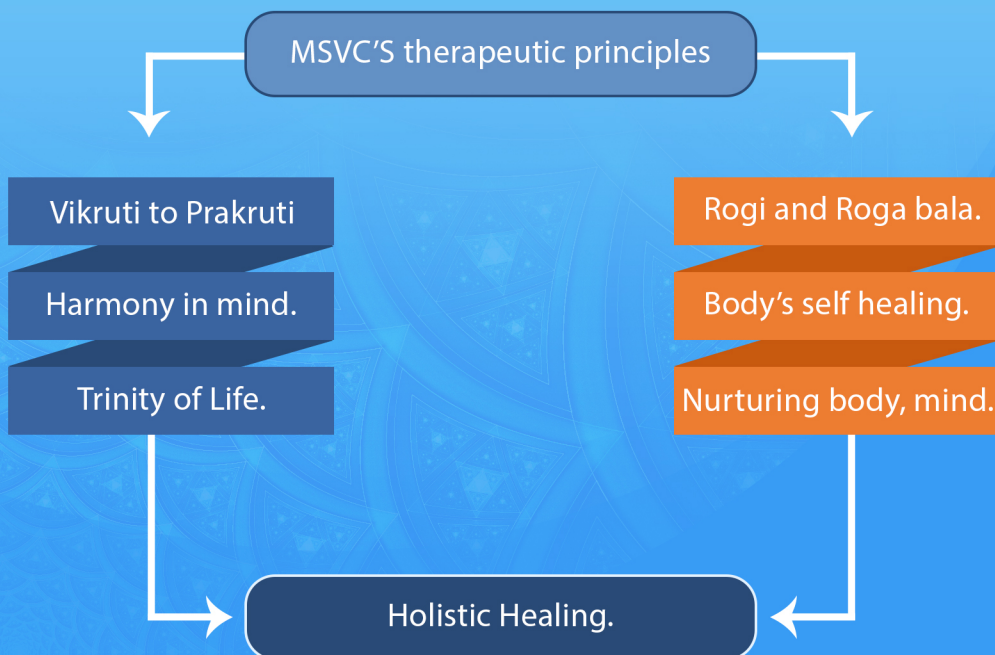 MSVC'S therapeutic principles
Vikruti to Prakruti
Harmony in mind.
Trinity of Life.
Rogi and Roga bala.
Body's self healing.
Nurturing body, mind.
Holistic Healing.